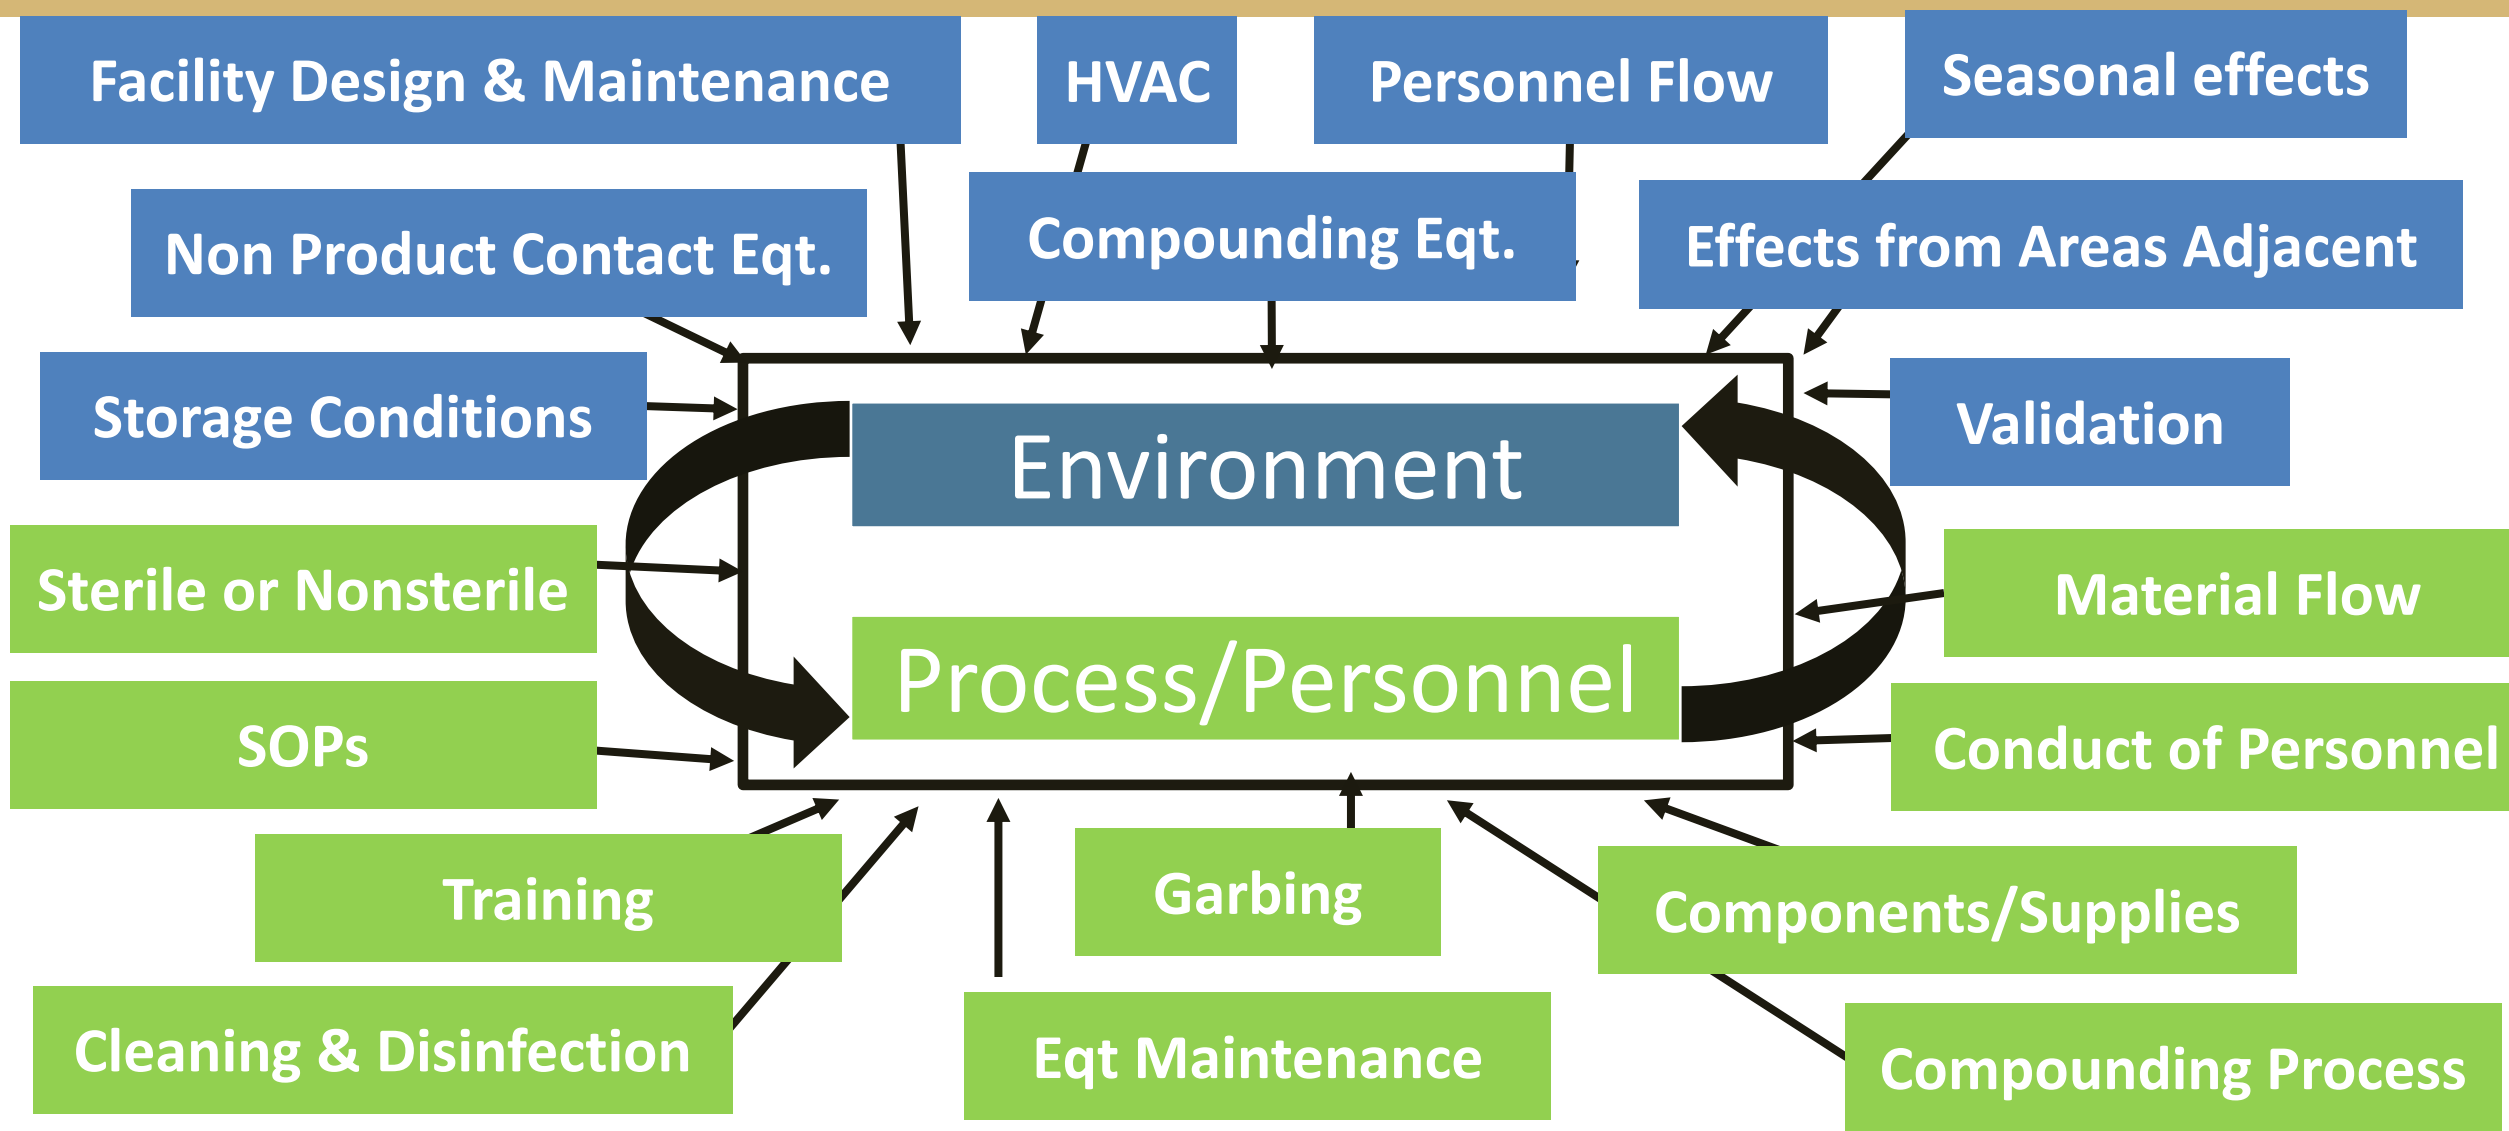 Facility Design & Maintenance
HVAC
Personnel Flow
Seasonal effects
Non Product Contact Eqt.
Compounding Eqt.
Effects from Areas Adjacent
Storage Conditions
Environment
Validation
Sterile or Nonsterile
Material Flow
Process/Personnel
SOPs
Conduct of Personnel
Training
Garbing
Components/Supplies
Cleaning & Disinfection
Eqt Maintenance
Compounding Process